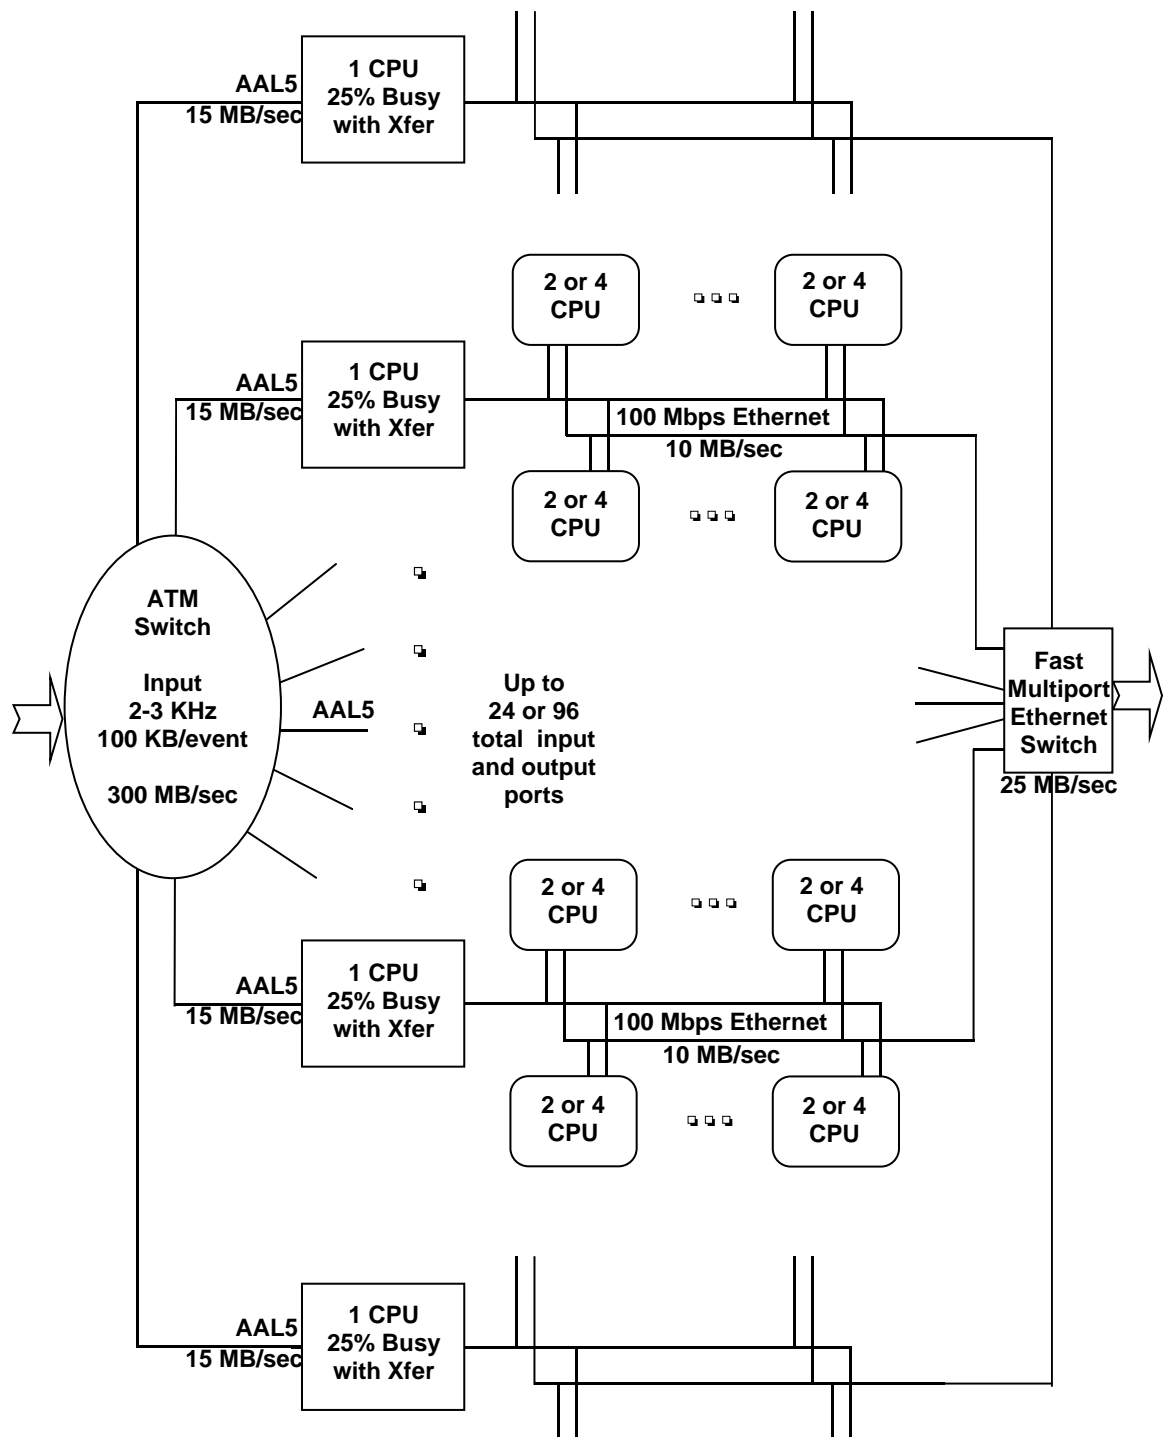 AAL5
15 MB/sec
1 CPU
25% Busy
with Xfer
2 or 4
CPU
2 or 4
CPU
AAL5
15 MB/sec
1 CPU
25% Busy
with Xfer
100 Mbps Ethernet
10 MB/sec
2 or 4
CPU
2 or 4
CPU
ATM
Switch
Input
2-3 KHz
100 KB/event
300 MB/sec
AAL5
Up to
24 or 96
total input
and output
ports
Fast
Multiport
Ethernet
Switch
25 MB/sec
2 or 4
CPU
2 or 4
CPU
AAL5
15 MB/sec
1 CPU
25% Busy
with Xfer
100 Mbps Ethernet
10 MB/sec
2 or 4
CPU
2 or 4
CPU
AAL5
15 MB/sec
1 CPU
25% Busy
with Xfer